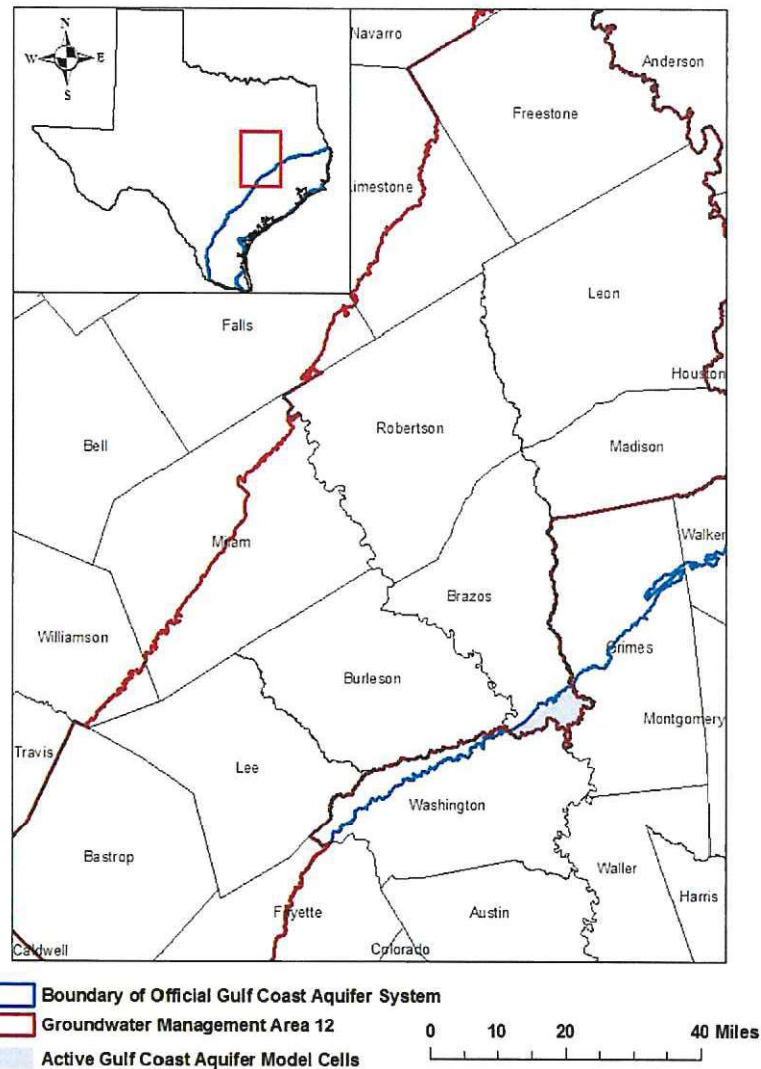 N
W E
S
Navarro
Anderson
Freestone
Limestone
Leon
Falls
Houston
Robertson
Bell
Madison
Milam
Walker
Brazos
Williamson
Grimes
Burleson
Montgomery
Travis
Lee
Washington
Bastrop
Waller
Harris
Fayette
Austin
Caldwell
Colorado
Boundary of Official Gulf Coast Aquifer System
Groundwater Management Area 12
Active Gulf Coast Aquifer Model Cells
0 10 20 40 Miles